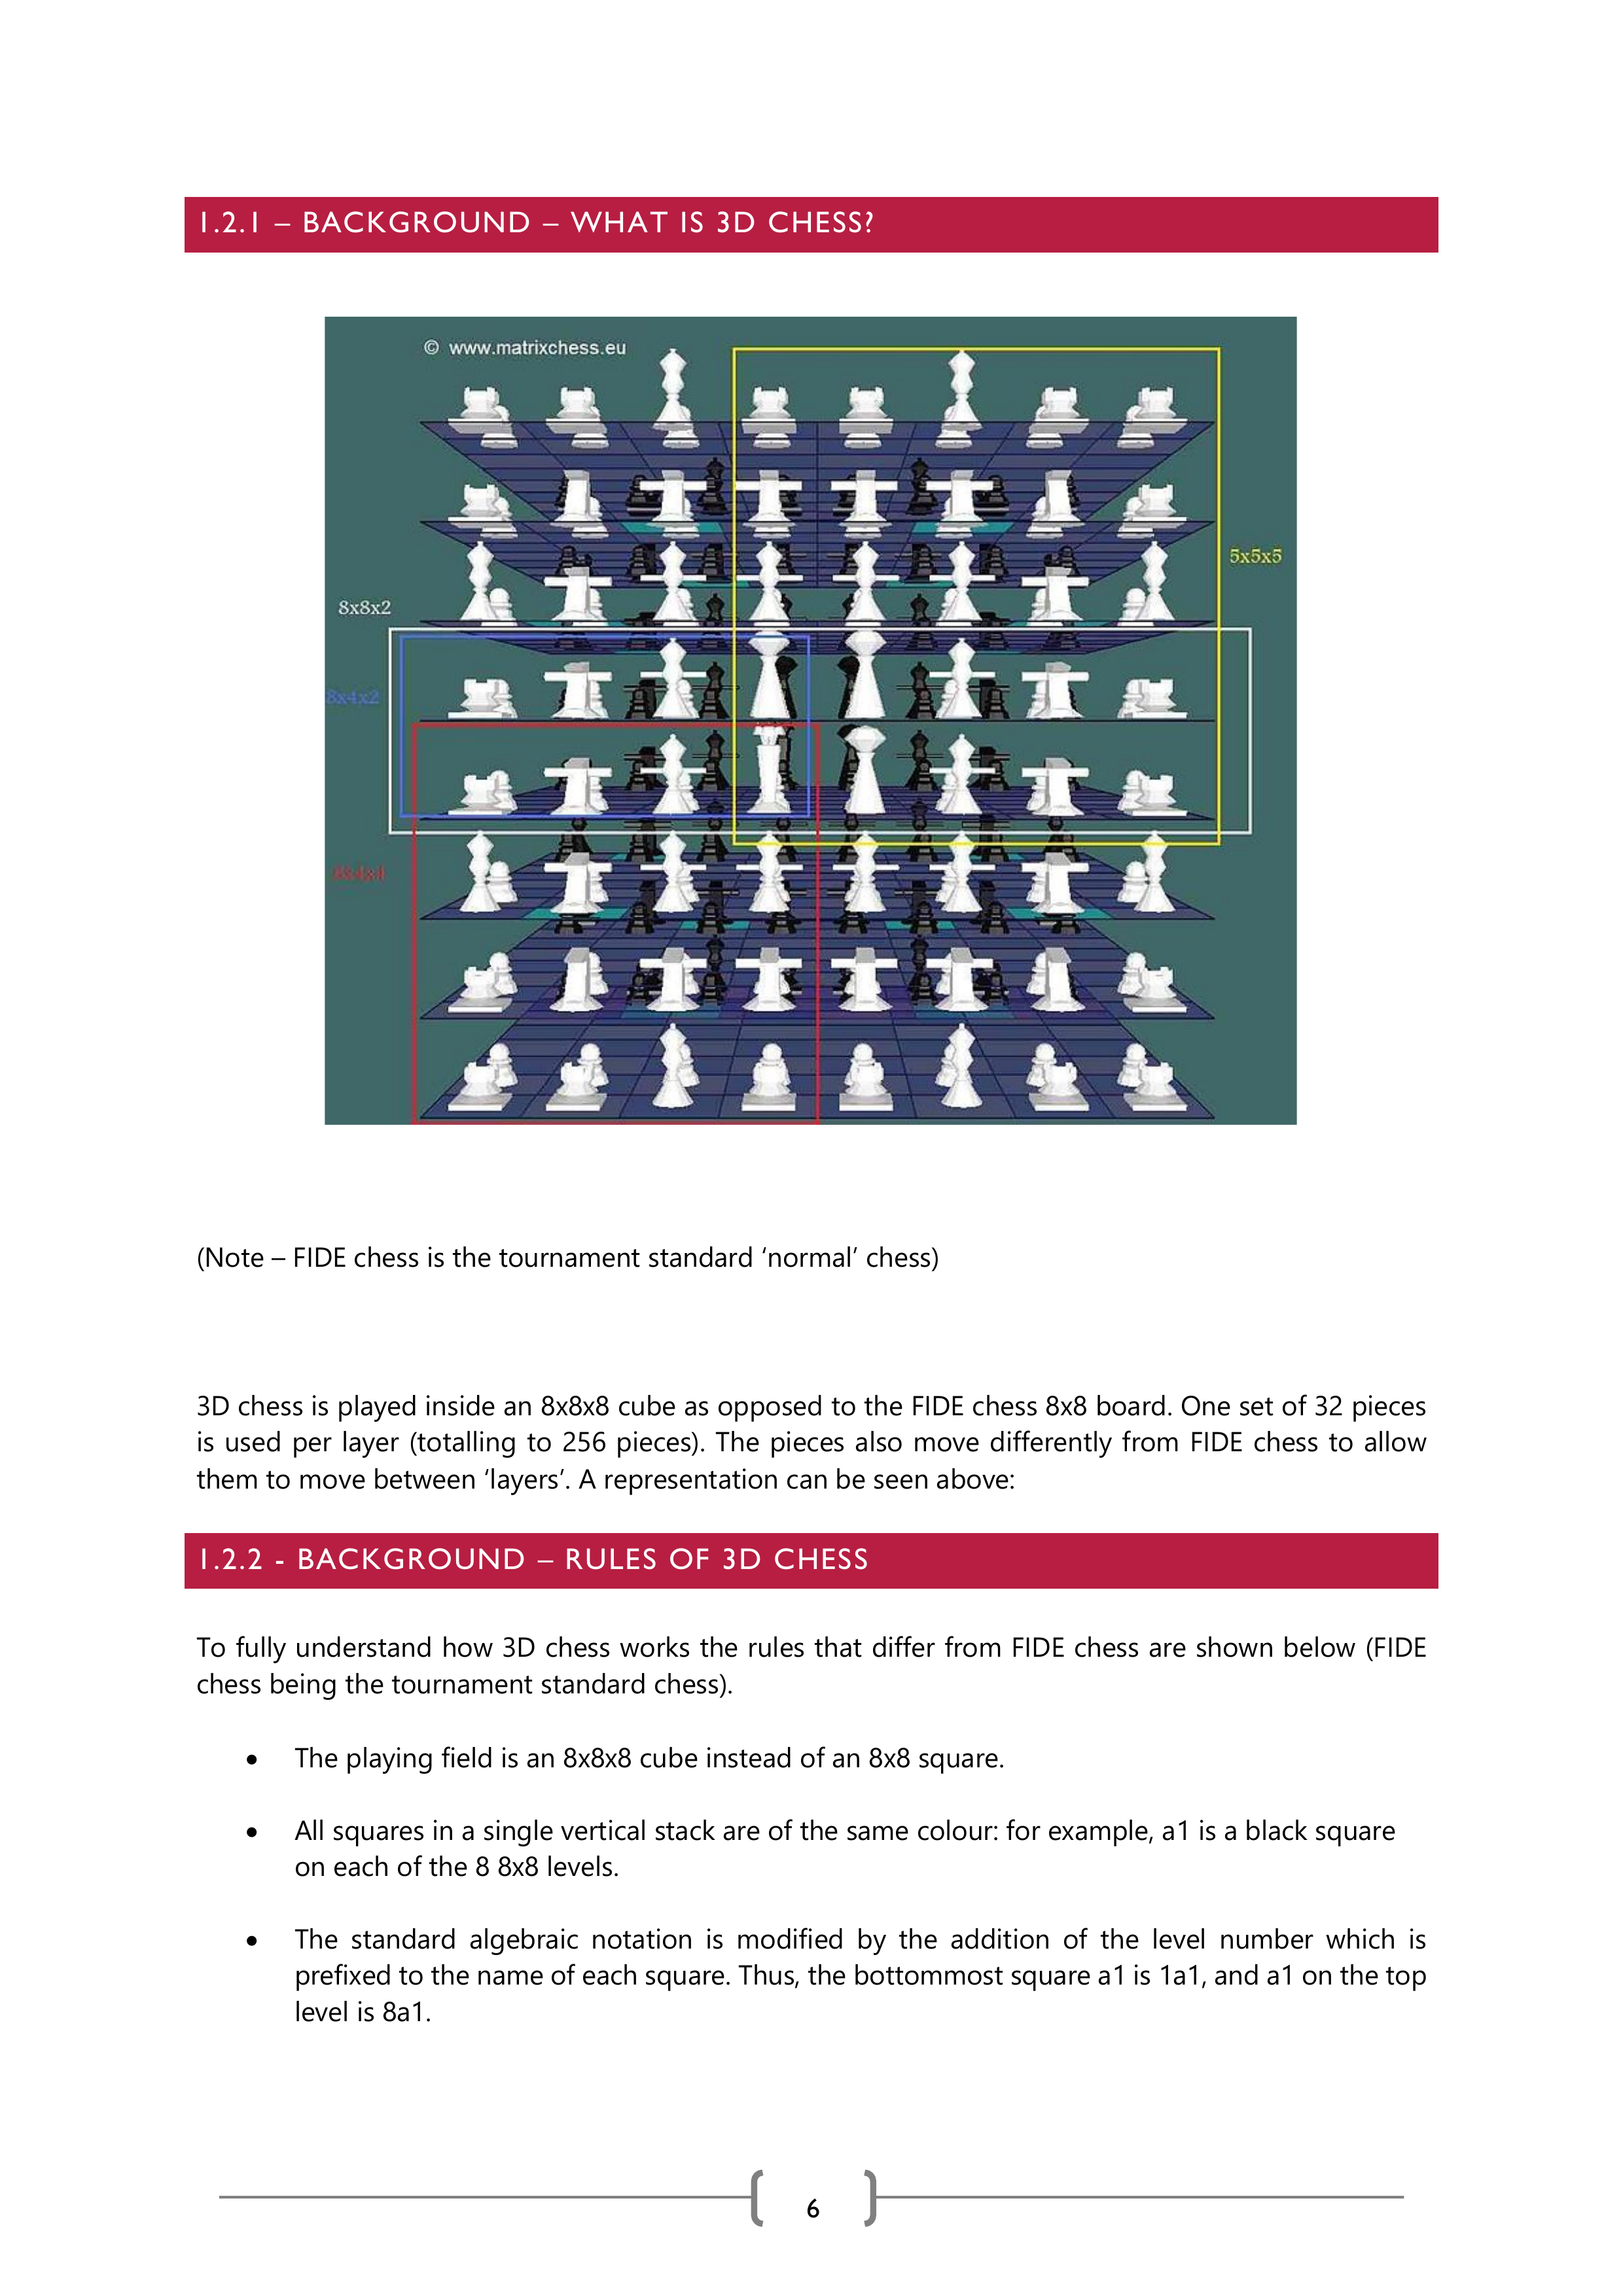 1.2.1 – BACKGROUND – WHAT IS 3D CHESS?
© www.matrixchess.eu
5x5x5
8x8x2
8x4x2
(Note – FIDE chess is the tournament standard ‘normal’ chess)
3D chess is played inside an 8x8x8 cube as opposed to the FIDE chess 8x8 board. One set of 32 pieces
is used per layer (totalling to 256 pieces). The pieces also move differently from FIDE chess to allow
them to move between ‘layers’. A representation can be seen above:
1.2.2 - BACKGROUND – RULES OF 3D CHESS
To fully understand how 3D chess works the rules that differ from FIDE chess are shown below (FIDE
chess being the tournament standard chess).
• The playing field is an 8x8x8 cube instead of an 8x8 square.
• All squares in a single vertical stack are of the same colour: for example, a1 is a black square
on each of the 8 8x8 levels.
• The standard algebraic notation is modified by the addition of the level number which is
prefixed to the name of each square. Thus, the bottommost square a1 is 1a1, and a1 on the top
level is 8a1.
6